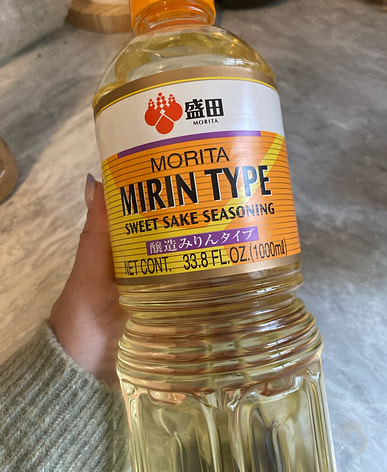 盛田
MORITA
MORITA
MIRIN TYPE
SWEET SAKE SEASONING
醸造みりんタイプ
NET CONT. 33.8 FL.OZ.(1000ml)